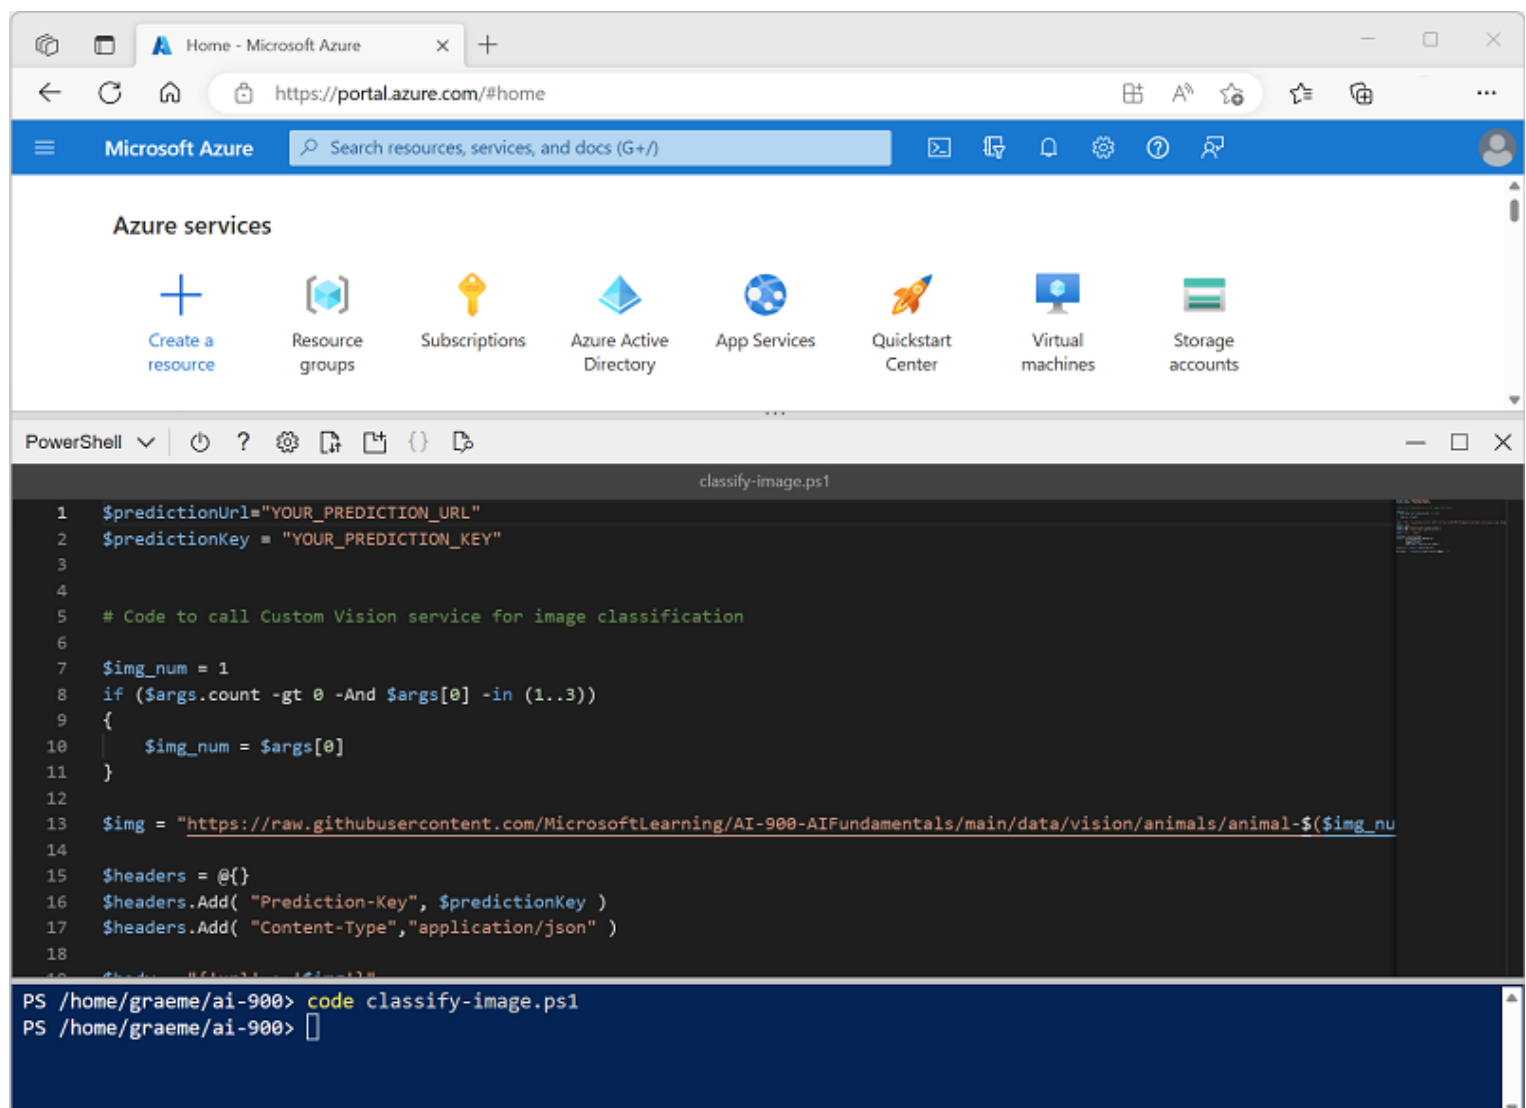 Home - Microsoft Azure
https://portal.azure.com/#home
Microsoft Azure
Search resources, services, and docs (G+/)
Azure services
Create a resource
Resource groups
Subscriptions
Azure Active Directory
App Services
Quickstart Center
Virtual machines
Storage accounts
PowerShell
classify-image.ps1
1 $predictionUrl="YOUR_PREDICTION_URL"
2 $predictionKey = "YOUR_PREDICTION_KEY"
3
4
5 # Code to call Custom Vision service for image classification
6
7 $img_num = 1
8 if ($args.count -gt 0 -And $args[0] -in (1..3))
9 {
10 $img_num = $args[0]
11 }
12
13 $img = "https://raw.githubusercontent.com/MicrosoftLearning/AI-900-AIFundamentals/main/data/vision/animals/animal-$($img_nu
14
15 $headers = @{}
16 $headers.Add( "Prediction-Key", $predictionKey )
17 $headers.Add( "Content-Type","application/json" )
18
PS /home/graeme/ai-900> code classify-image.ps1
PS /home/graeme/ai-900>